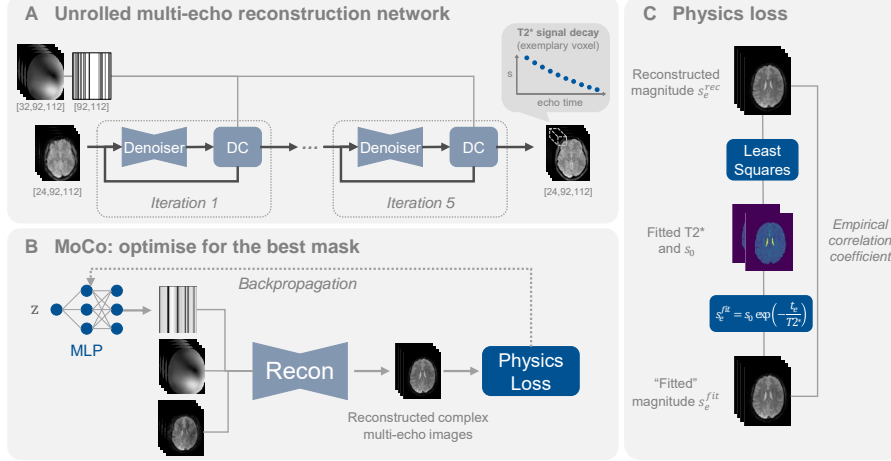 A Unrolled multi-echo reconstruction network
T2* signal decay
(exemplary voxel)
s
echo time
[32,92,112]
[92,112]
Denoiser
DC
...
Denoiser
DC
[24,92,112]
Iteration 1
Iteration 5
[24,92,112]
B MoCo: optimise for the best mask
Backpropagation
z
MLP
Recon
Physics
Loss
Reconstructed complex
multi-echo images
C Physics loss
Reconstructed
magnitude s_e^{rec}
Least
Squares
Fitted T2*
and s_0
Empirical
correlation
coefficient
s_e^{fit} = s_0 exp(-t_e/T2*)
“Fitted”
magnitude s_e^{fit}